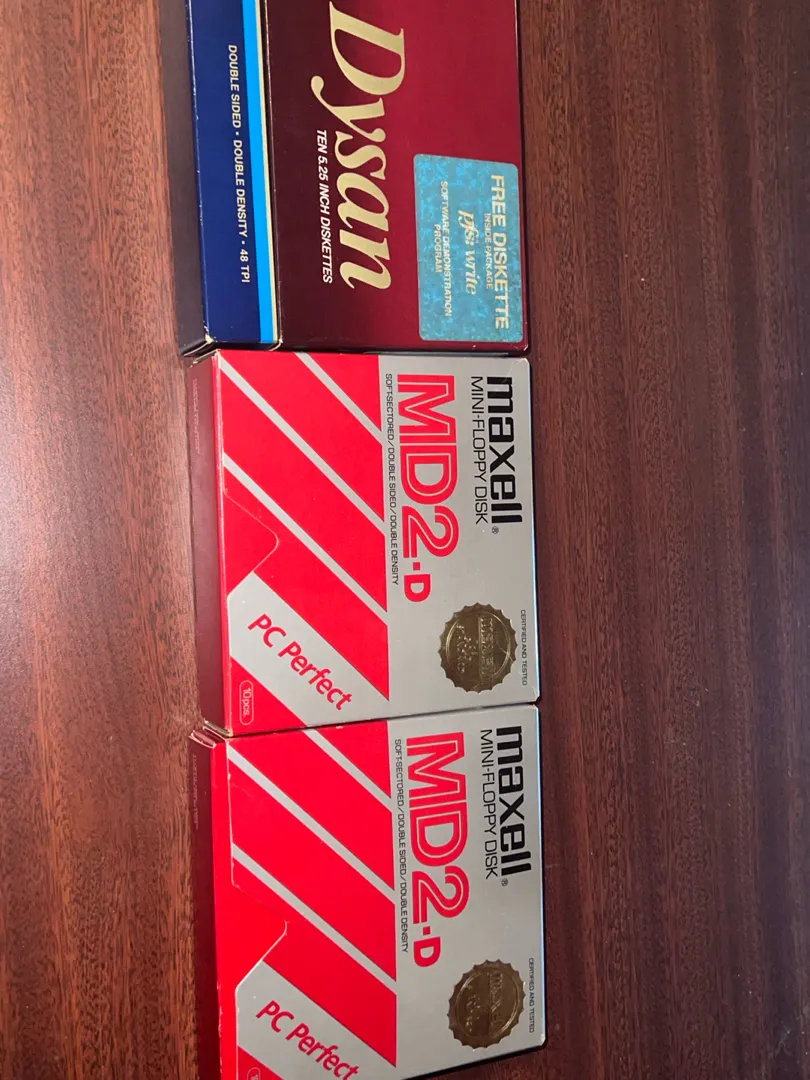 Dysan
TEN 5.25 INCH DISKETTES
DOUBLE SIDED • DOUBLE DENSITY • 48 TPI
FREE DISKETTE
INSIDE PACKAGE
pfs: write
SOFTWARE DEMONSTRATION
PROGRAM
maxell®
MINI-FLOPPY DISK
MD2-D
SOFT-SECTORED/DOUBLE SIDED/DOUBLE DENSITY
CERTIFIED AND TESTED
PC Perfect
10pcs.
maxell®
MINI-FLOPPY DISK
MD2-D
SOFT-SECTORED/DOUBLE SIDED/DOUBLE DENSITY
CERTIFIED AND TESTED
maxell
PC Perfect